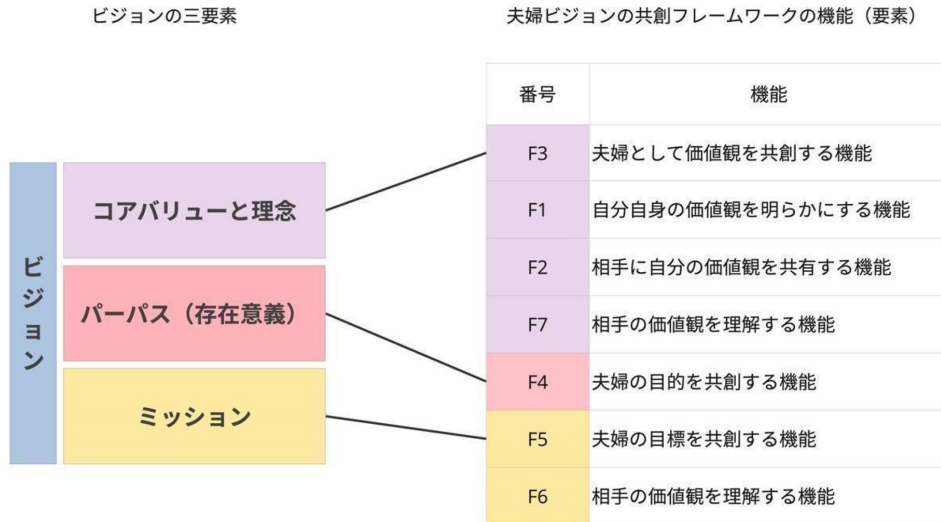 ビジョンの三要素
夫婦ビジョンの共創フレームワークの機能（要素）
ビジョン
コアバリューと理念
パーパス（存在意義）
ミッション
番号 機能
F3 夫婦として価値観を共創する機能
F1 自分自身の価値観を明らかにする機能
F2 相手に自分の価値観を共有する機能
F7 相手の価値観を理解する機能
F4 夫婦の目的を共創する機能
F5 夫婦の目標を共創する機能
F6 相手の価値観を理解する機能